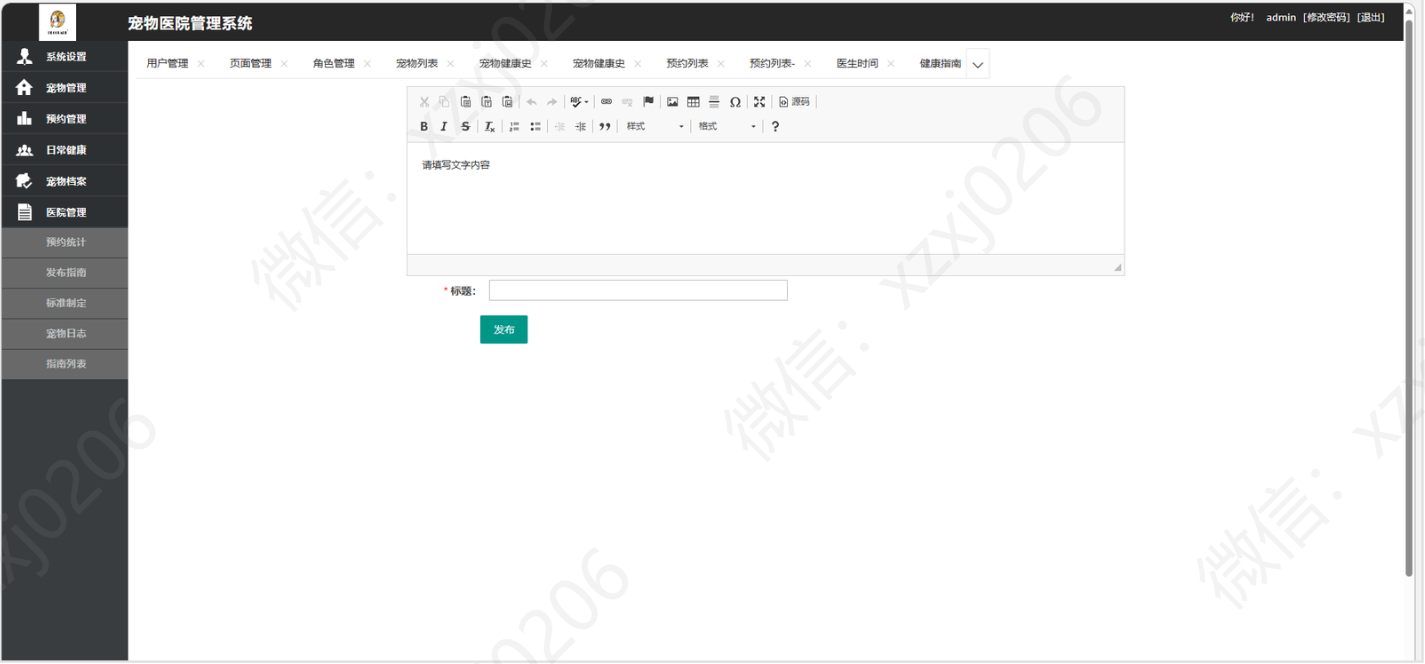 宠物医院管理系统
你好! admin [修改密码] [退出]
系统设置
宠物管理
预约管理
日常健康
宠物档案
医院管理
预约统计
发布指南
标准制定
宠物日志
指南列表
用户管理 × 页面管理 × 角色管理 × 宠物列表 × 宠物健康史 × 宠物健康史 × 预约列表 × 预约列表- × 医生时间 × 健康指南
源码
B I S 样式 格式 ?
请填写文字内容
* 标题:
发布
微信: xzxj0206
微信: xzxj0206
微信: xzxj0206